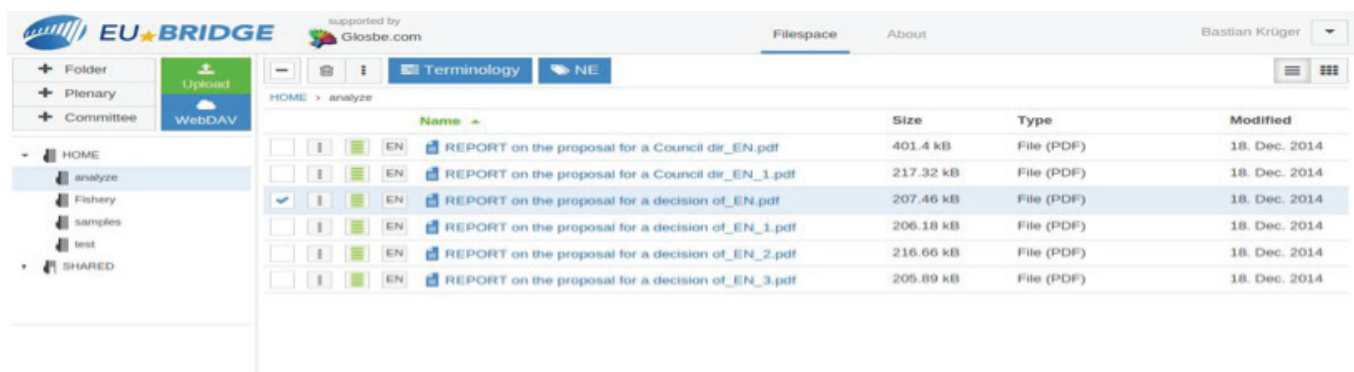 EU BRIDGE
supported by
Glosbe.com
Filespace
About
Bastian Krüger
+ Folder
+ Plenary
+ Committee
Upload
WebDAV
Terminology
NE
HOME > analyze
HOME
analyze
Fishery
samples
test
SHARED
Name Size Type Modified
EN REPORT on the proposal for a Council dir_EN.pdf 401.4 kB File (PDF) 18. Dec. 2014
EN REPORT on the proposal for a Council dir_EN_1.pdf 217.32 kB File (PDF) 18. Dec. 2014
EN REPORT on the proposal for a decision of_EN.pdf 207.46 kB File (PDF) 18. Dec. 2014
EN REPORT on the proposal for a decision of_EN_1.pdf 206.18 kB File (PDF) 18. Dec. 2014
EN REPORT on the proposal for a decision of_EN_2.pdf 216.66 kB File (PDF) 18. Dec. 2014
EN REPORT on the proposal for a decision of_EN_3.pdf 205.89 kB File (PDF) 18. Dec. 2014